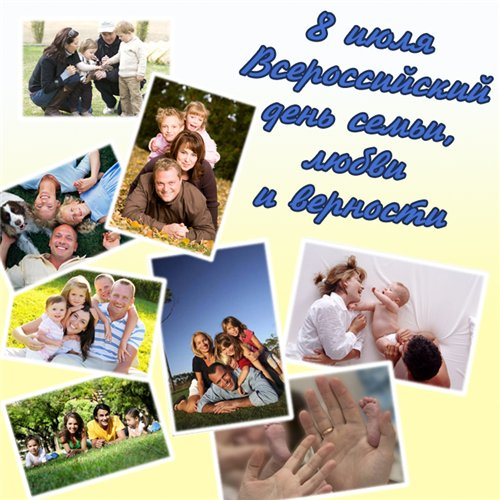 8 июля
Всероссийский
день семьи,
любви
и верности